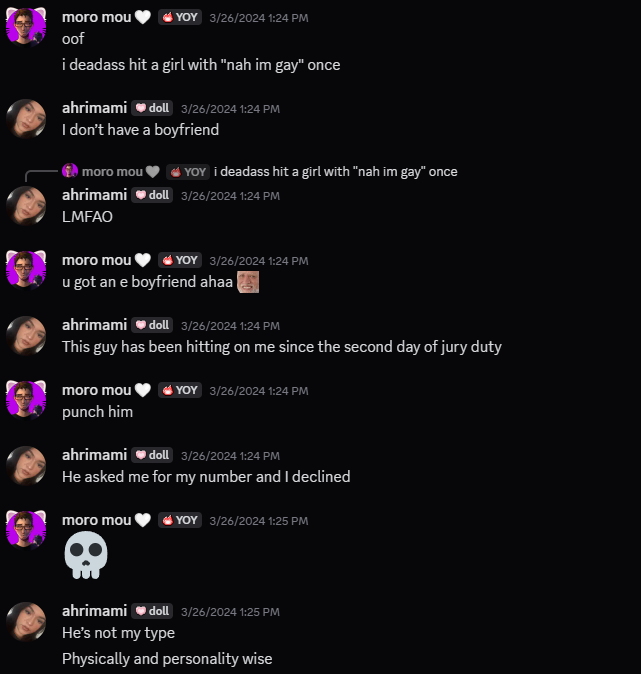 moro mou🤍 YOY 3/26/2024 1:24 PM
oof
i deadass hit a girl with "nah im gay" once
ahrimami doll 3/26/2024 1:24 PM
I don't have a boyfriend
moro mou🤍 YOY i deadass hit a girl with "nah im gay" once
ahrimami doll 3/26/2024 1:24 PM
LMFAO
moro mou🤍 YOY 3/26/2024 1:24 PM
u got an e boyfriend ahaa
ahrimami doll 3/26/2024 1:24 PM
This guy has been hitting on me since the second day of jury duty
moro mou🤍 YOY 3/26/2024 1:24 PM
punch him
ahrimami doll 3/26/2024 1:24 PM
He asked me for my number and I declined
moro mou🤍 YOY 3/26/2024 1:25 PM
💀
ahrimami doll 3/26/2024 1:25 PM
He's not my type
Physically and personality wise